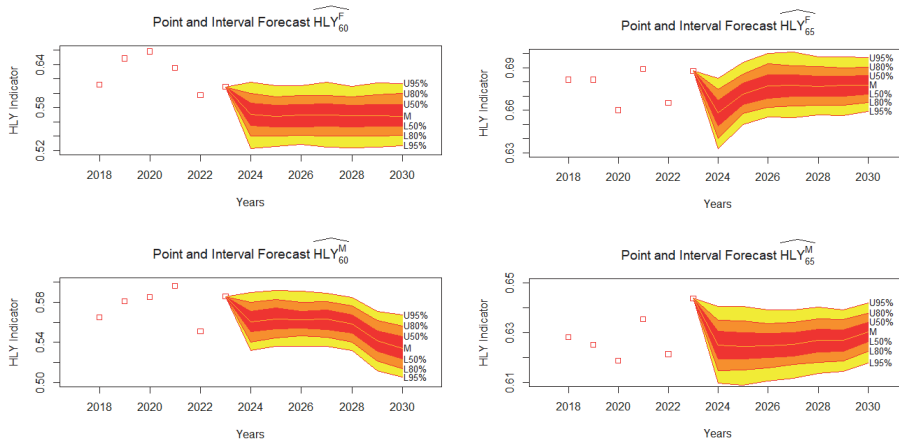 Point and Interval Forecast HLY^F_60
HLY Indicator
0.52 0.58 0.64
U95%
U80%
U50%
M
L50%
L80%
L95%
2018 2020 2022 2024 2026 2028 2030
Years
Point and Interval Forecast HLY^F_65
HLY Indicator
0.63 0.66 0.69
U95%
U80%
U50%
M
L50%
L80%
L95%
2018 2020 2022 2024 2026 2028 2030
Years
Point and Interval Forecast HLY^M_60
HLY Indicator
0.50 0.54 0.58
U95%
U80%
U50%
M
L50%
L80%
L95%
2018 2020 2022 2024 2026 2028 2030
Years
Point and Interval Forecast HLY^M_65
HLY Indicator
0.61 0.63 0.65
U95%
U80%
U50%
M
L50%
L80%
L95%
2018 2020 2022 2024 2026 2028 2030
Years